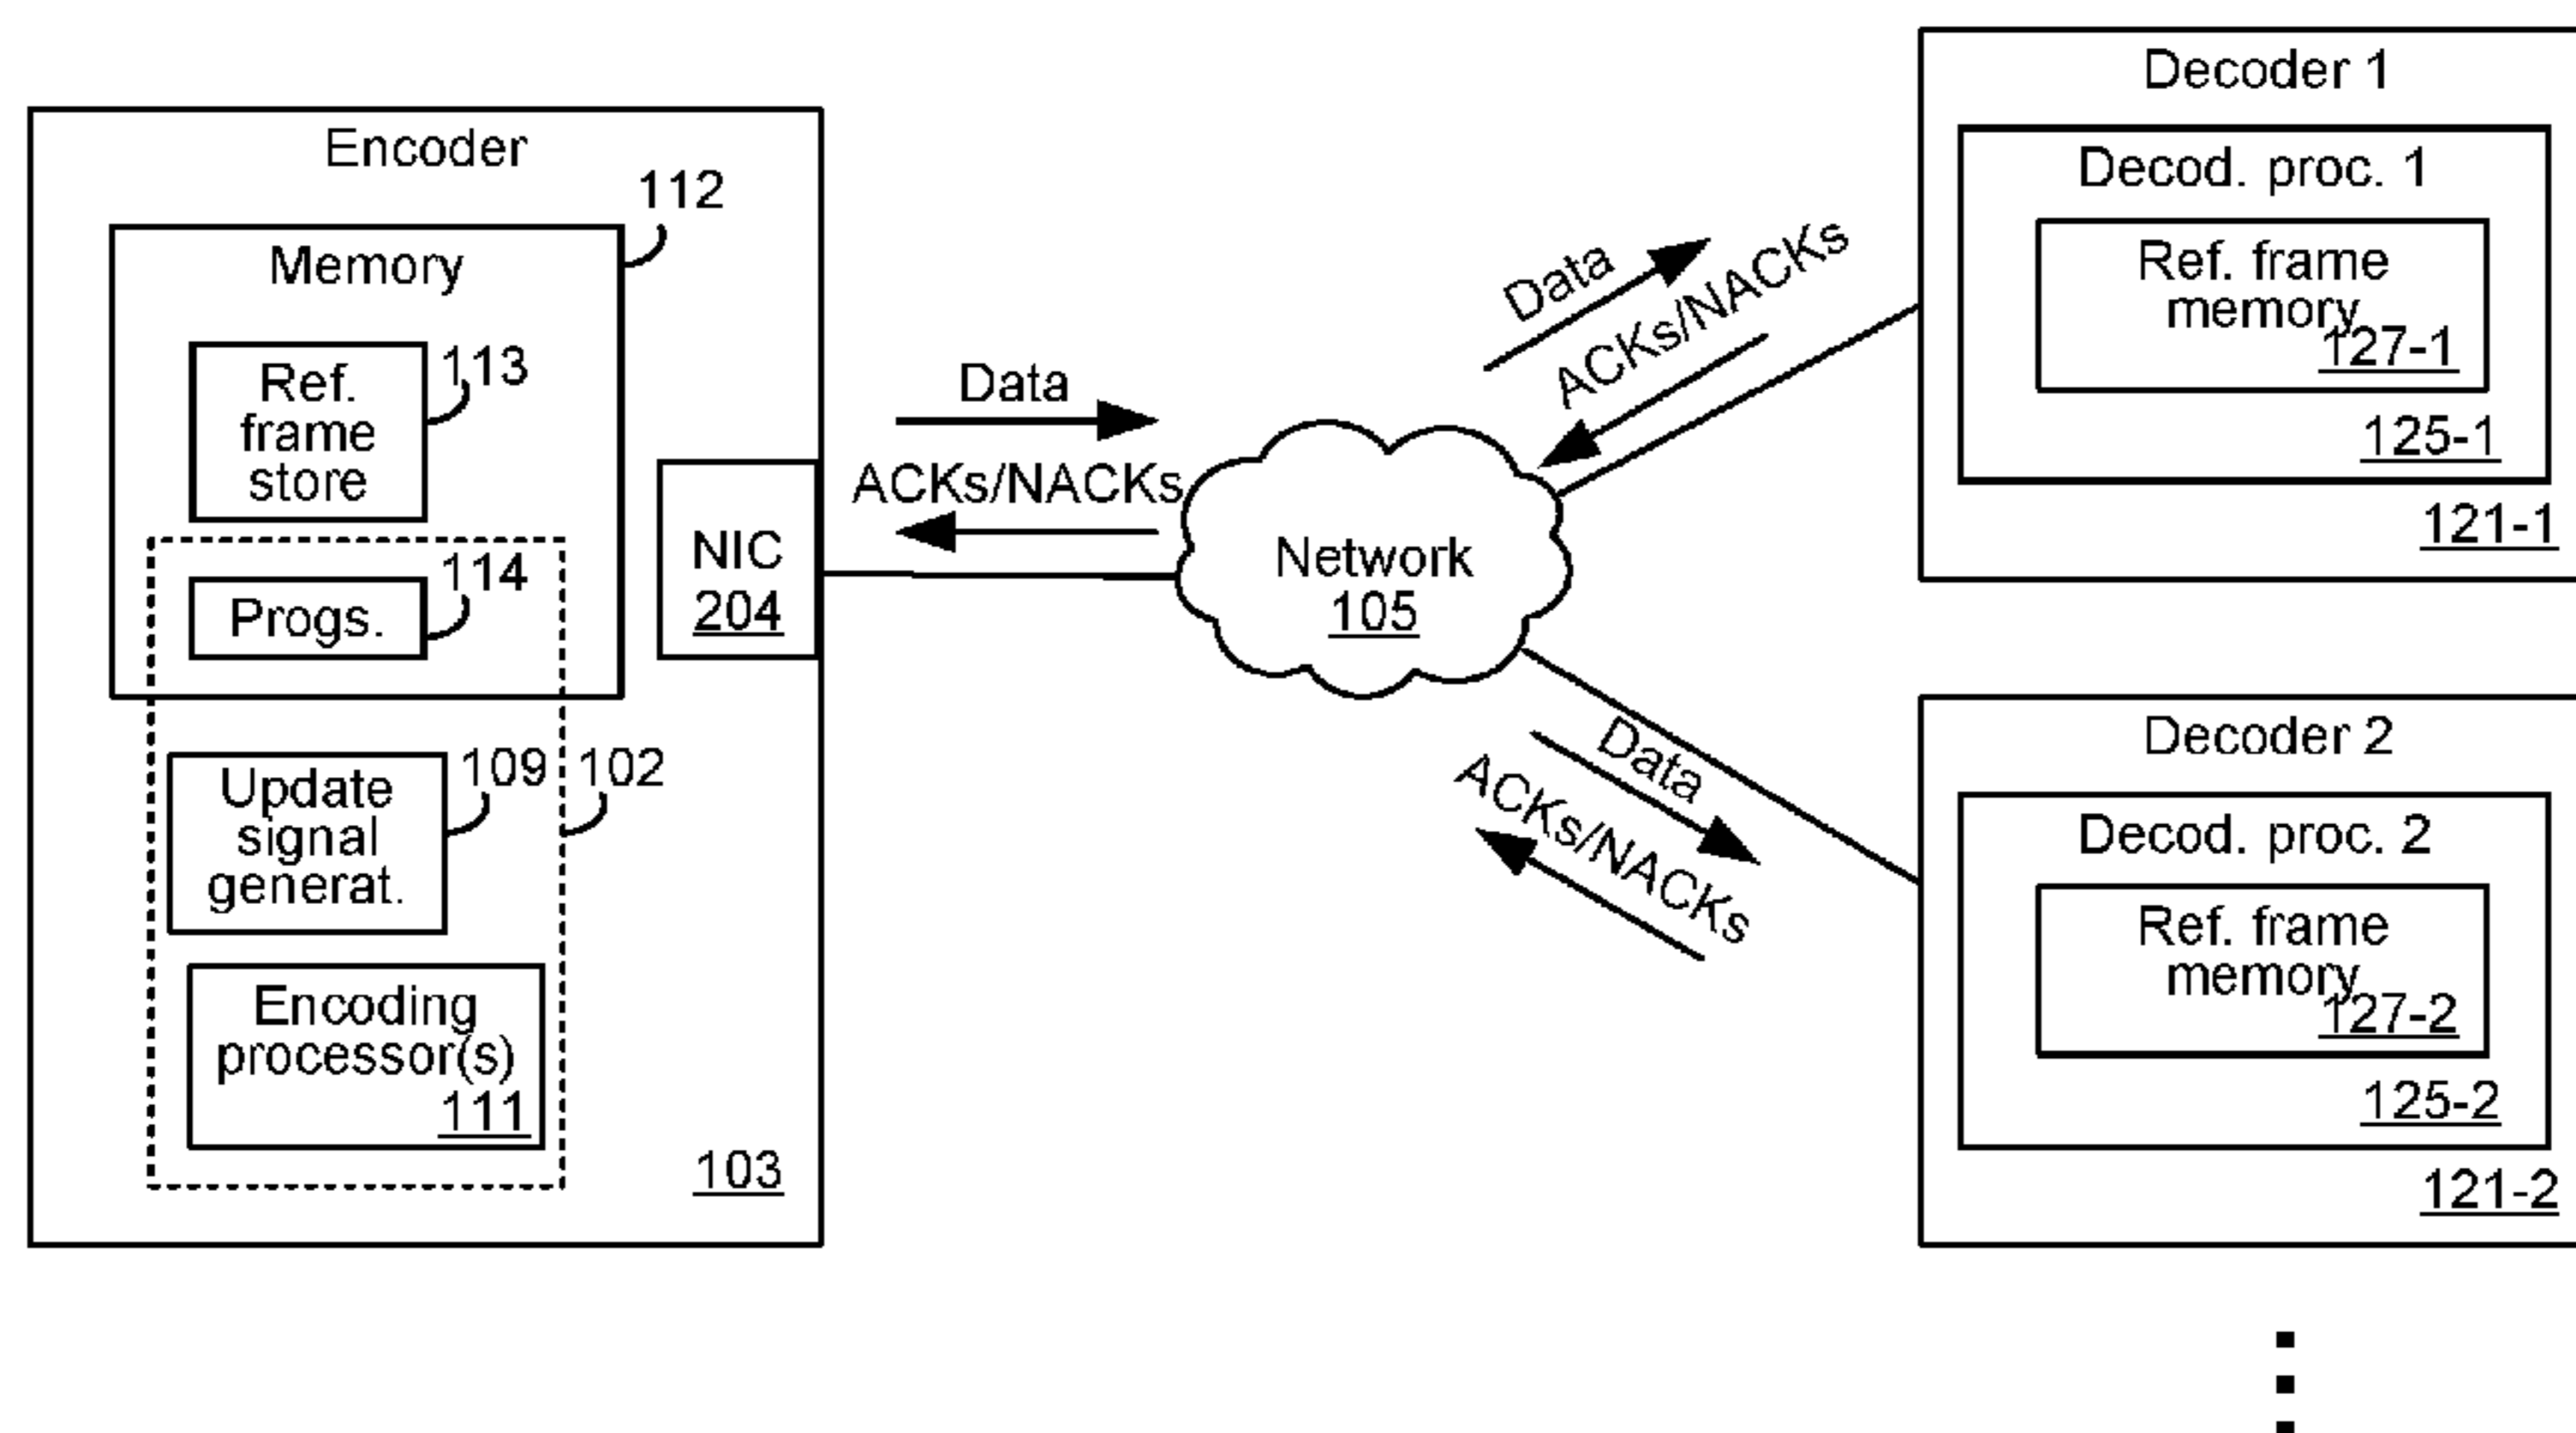 Encoder
112
Memory
Ref.
frame
store
113
Progs.
114
Update
signal
generat.
109
102
Encoding
processor(s)
111
103
NIC
204
Data
ACKs/NACKs
Network
105
Data
ACKs/NACKs
Data
ACKs/NACKs
Decoder 1
Decod. proc. 1
Ref. frame
memory
127-1
125-1
121-1
Decoder 2
Decod. proc. 2
Ref. frame
memory
127-2
125-2
121-2